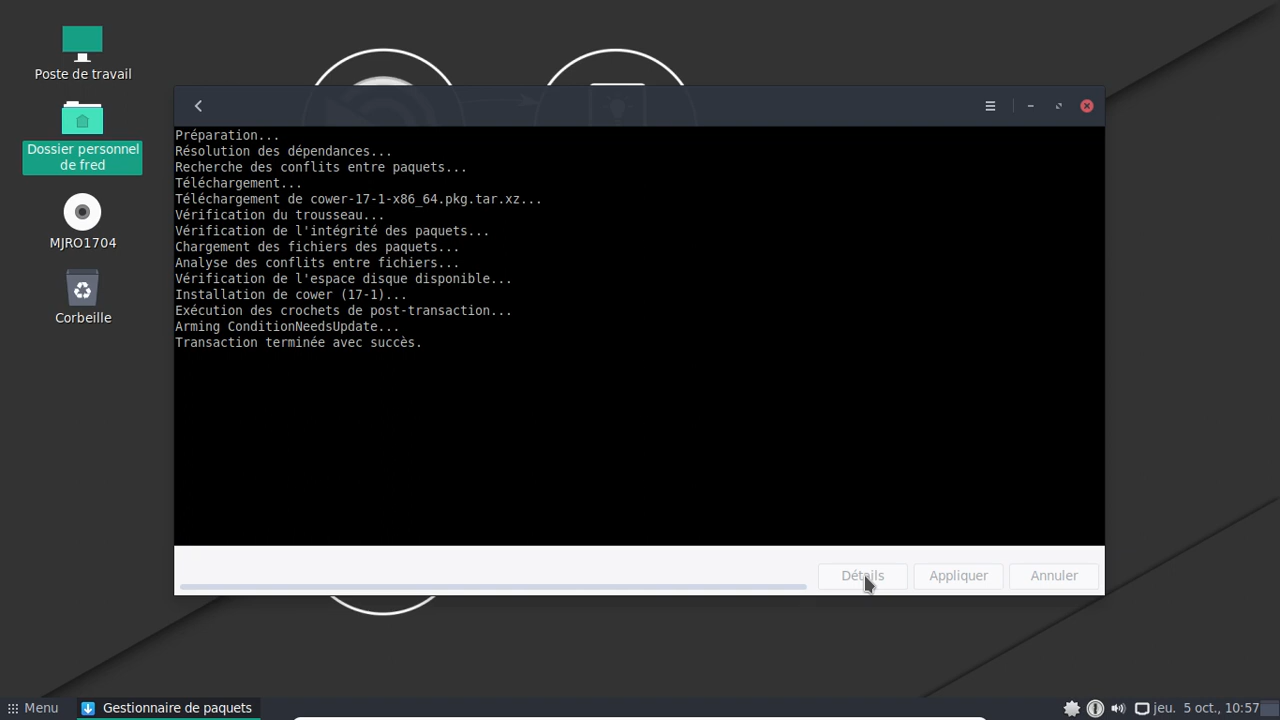 Poste de travail
Dossier personnel
de fred
MJRO1704
Corbeille
Préparation...
Résolution des dépendances...
Recherche des conflits entre paquets...
Téléchargement...
Téléchargement de cower-17-1-x86_64.pkg.tar.xz...
Vérification du trousseau...
Vérification de l'intégrité des paquets...
Chargement des fichiers des paquets...
Analyse des conflits entre fichiers...
Vérification de l'espace disque disponible...
Installation de cower (17-1)...
Exécution des crochets de post-transaction...
Arming ConditionNeedsUpdate...
Transaction terminée avec succès.
Détails
Appliquer
Annuler
Menu
Gestionnaire de paquets
jeu. 5 oct., 10:57